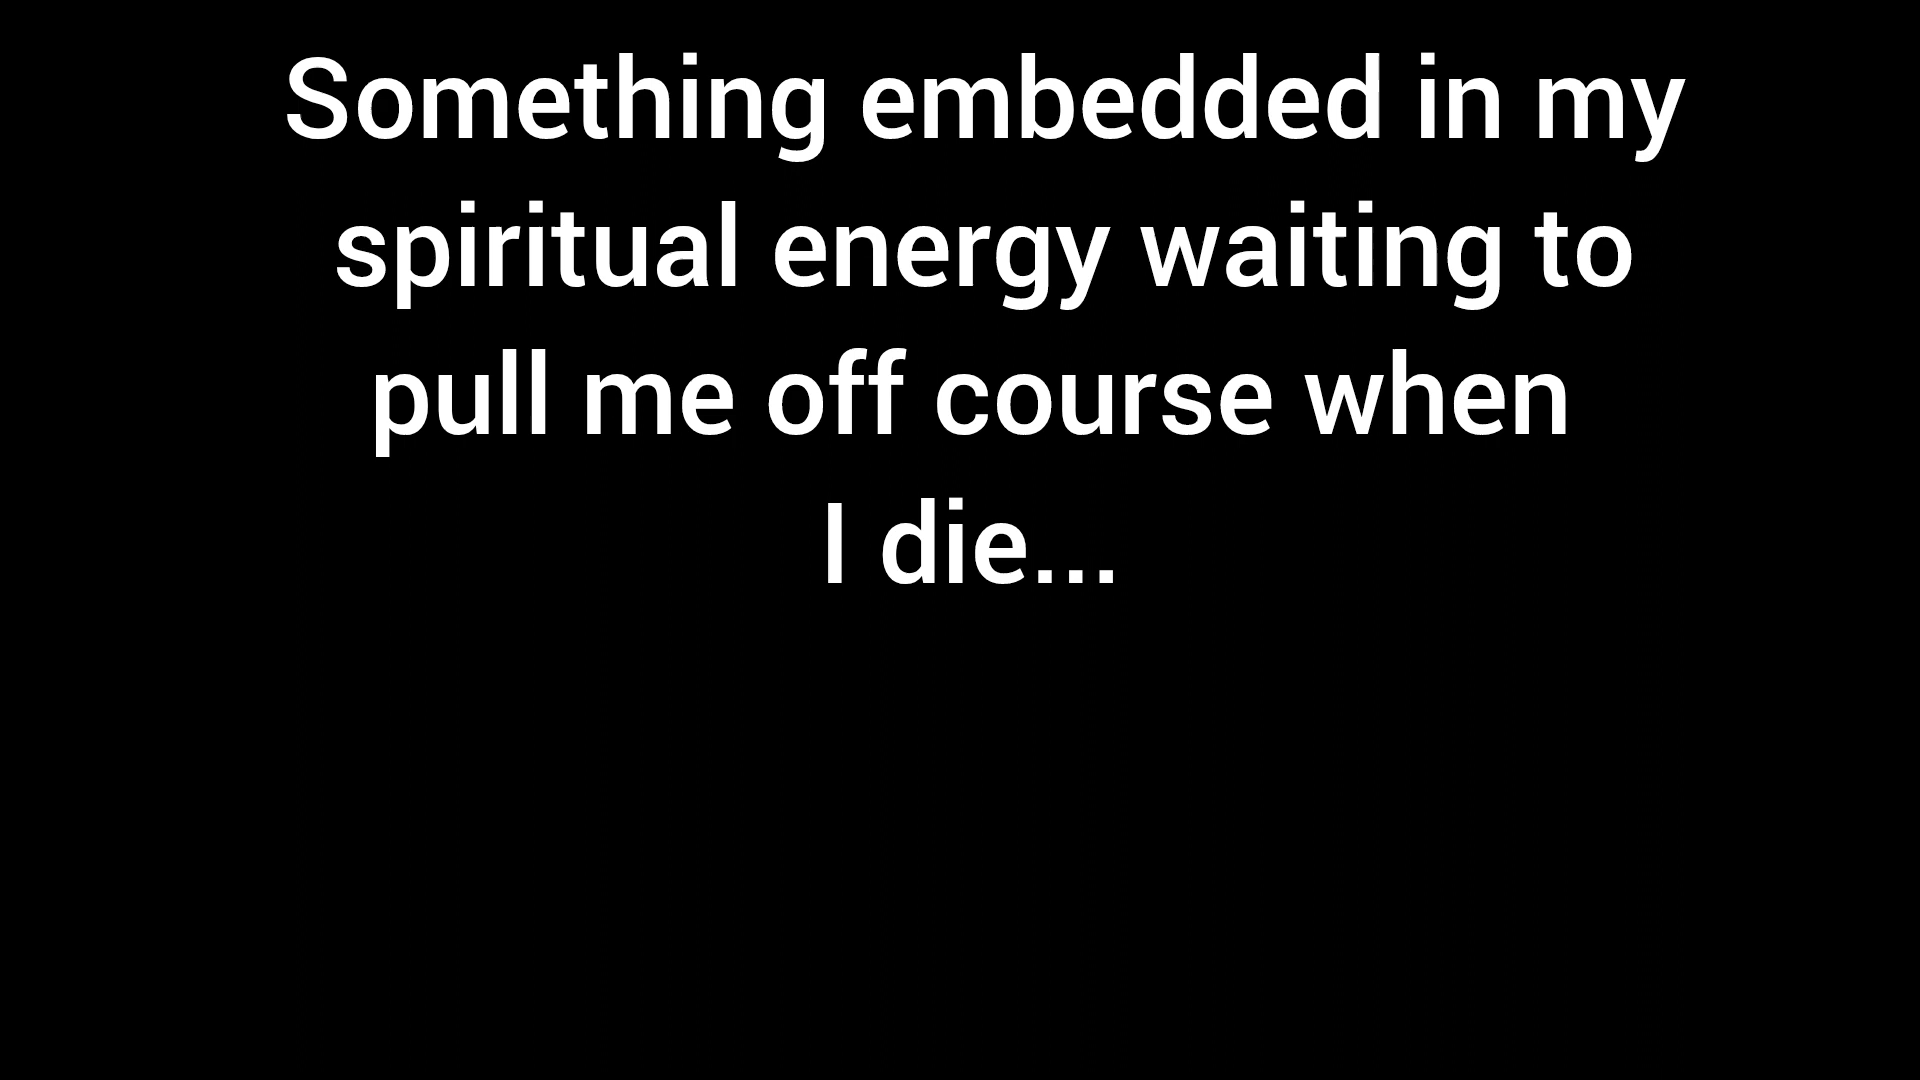 Something embedded in my
spiritual energy waiting to
pull me off course when
I die...